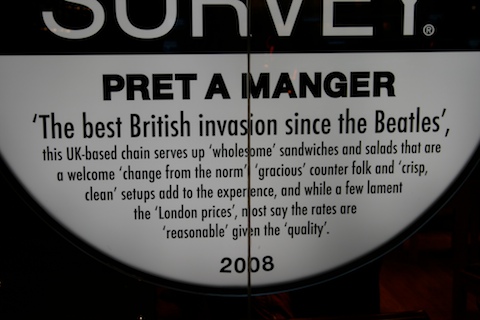 SURVEY®
PRET A MANGER
'The best British invasion since the Beatles',
this UK-based chain serves up 'wholesome' sandwiches and salads that are
a welcome 'change from the norm'; 'gracious' counter folk and 'crisp,
clean' setups add to the experience, and while a few lament
the 'London prices', most say the rates are
'reasonable' given the 'quality'.
2008